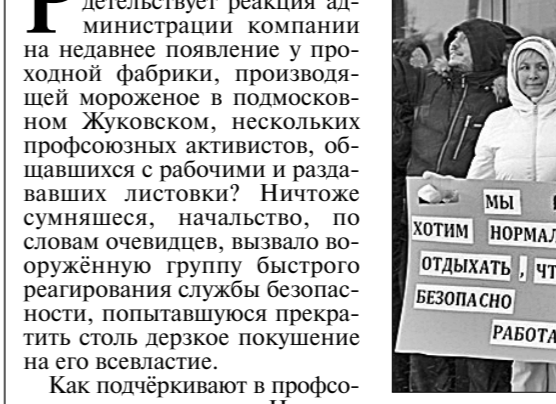 детельствует реакция ад-
министрации компании
на недавнее появление у про-
ходной фабрики, производя-
щей мороженое в подмосков-
ном Жуковском, нескольких
профсоюзных активистов, об-
щавшихся с рабочими и разда-
вавших листовки? Ничтоже
сумняшеся, начальство, по
словам очевидцев, вызвало во-
оружённую группу быстрого
реагирования службы безопас-
ности, попытавшуюся прекра-
тить столь дерзкое покушение
на его всевластие.
Как подчёркивают в профсо-
МЫ
ХОТИМ НОРМАЛ
ОТДЫХАТЬ, ЧТ
БЕЗОПАСНО
РАБОТА